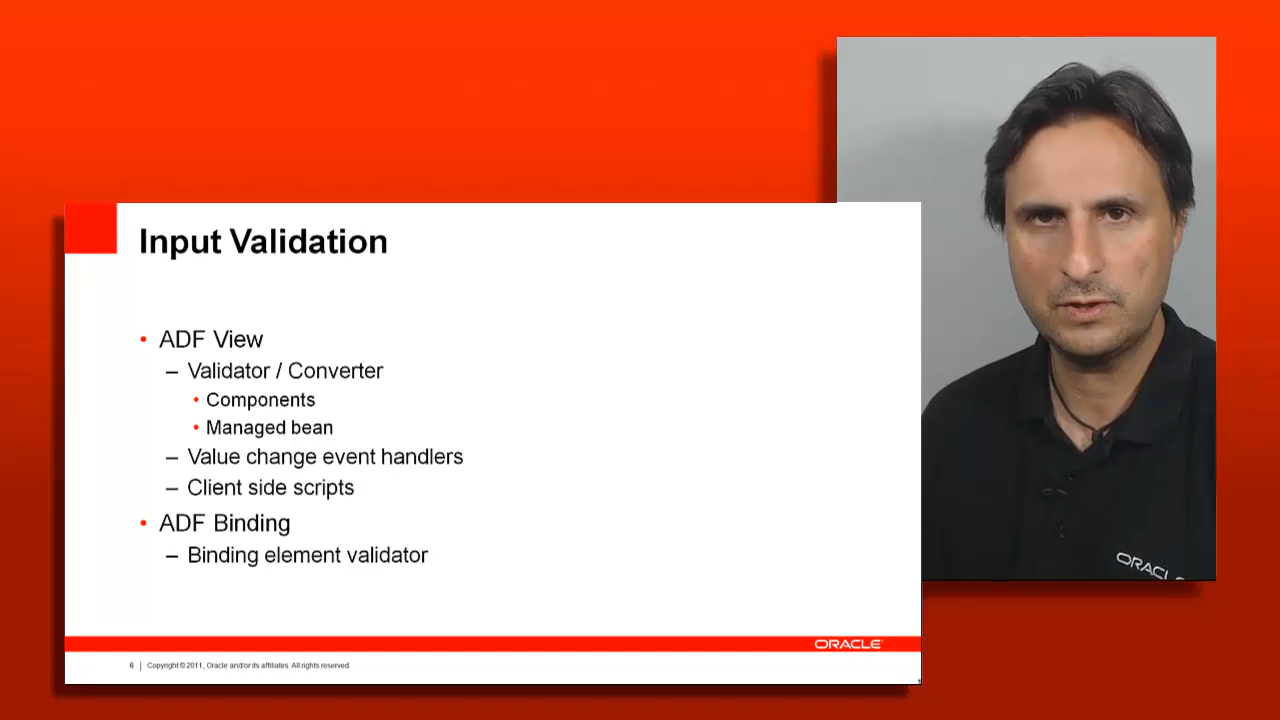 Input Validation
• ADF View
– Validator / Converter
• Components
• Managed bean
– Value change event handlers
– Client side scripts
• ADF Binding
– Binding element validator
ORACLE
6 | Copyright © 2011, Oracle and/or its affiliates. All rights reserved
ORACL